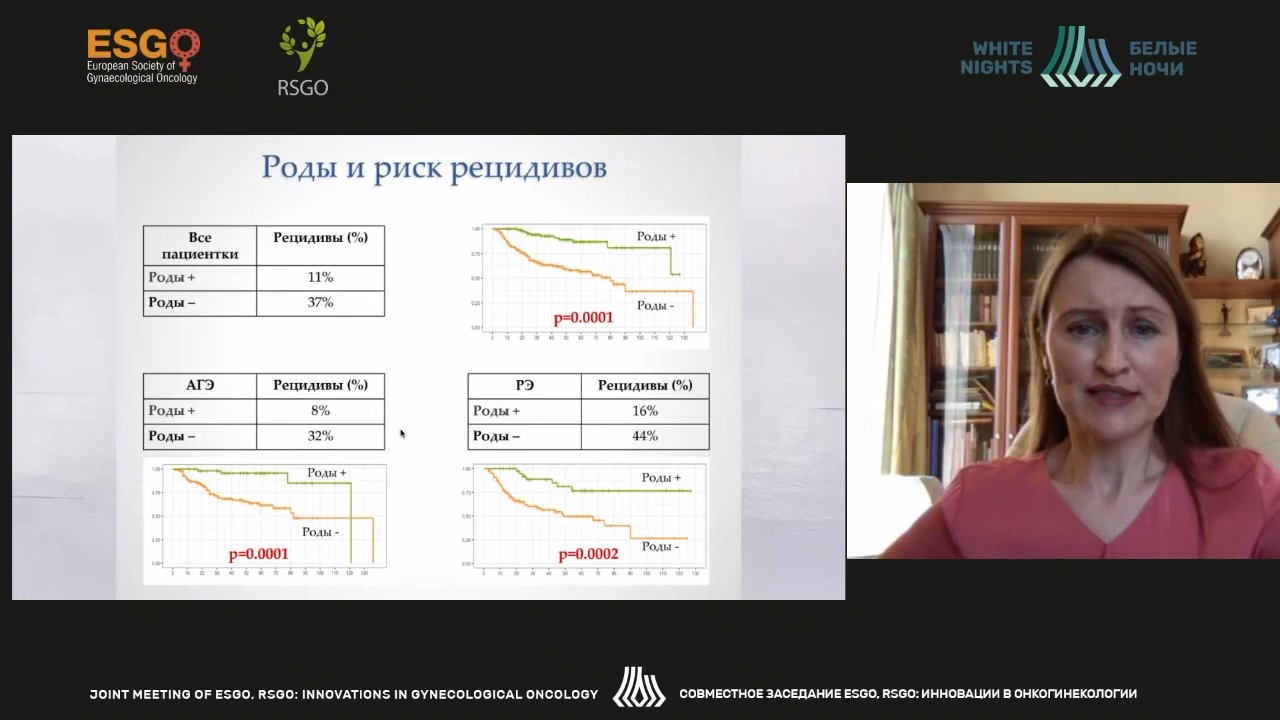 ESGO
European Society of
Gynaecological Oncology
RSGO
WHITE
NIGHTS
БЕЛЫЕ
НОЧИ
Роды и риск рецидивов
Все пациентки Рецидивы (%)
Роды + 11%
Роды – 37%
Роды +
Роды -
p=0.0001
АГЭ Рецидивы (%)
Роды + 8%
Роды – 32%
РЭ Рецидивы (%)
Роды + 16%
Роды – 44%
Роды +
Роды -
p=0.0001
Роды +
Роды -
p=0.0002
JOINT MEETING OF ESGO, RSGO: INNOVATIONS IN GYNECOLOGICAL ONCOLOGY
СОВМЕСТНОЕ ЗАСЕДАНИЕ ESGO, RSGO: ИННОВАЦИИ В ОНКОГИНЕКОЛОГИИ